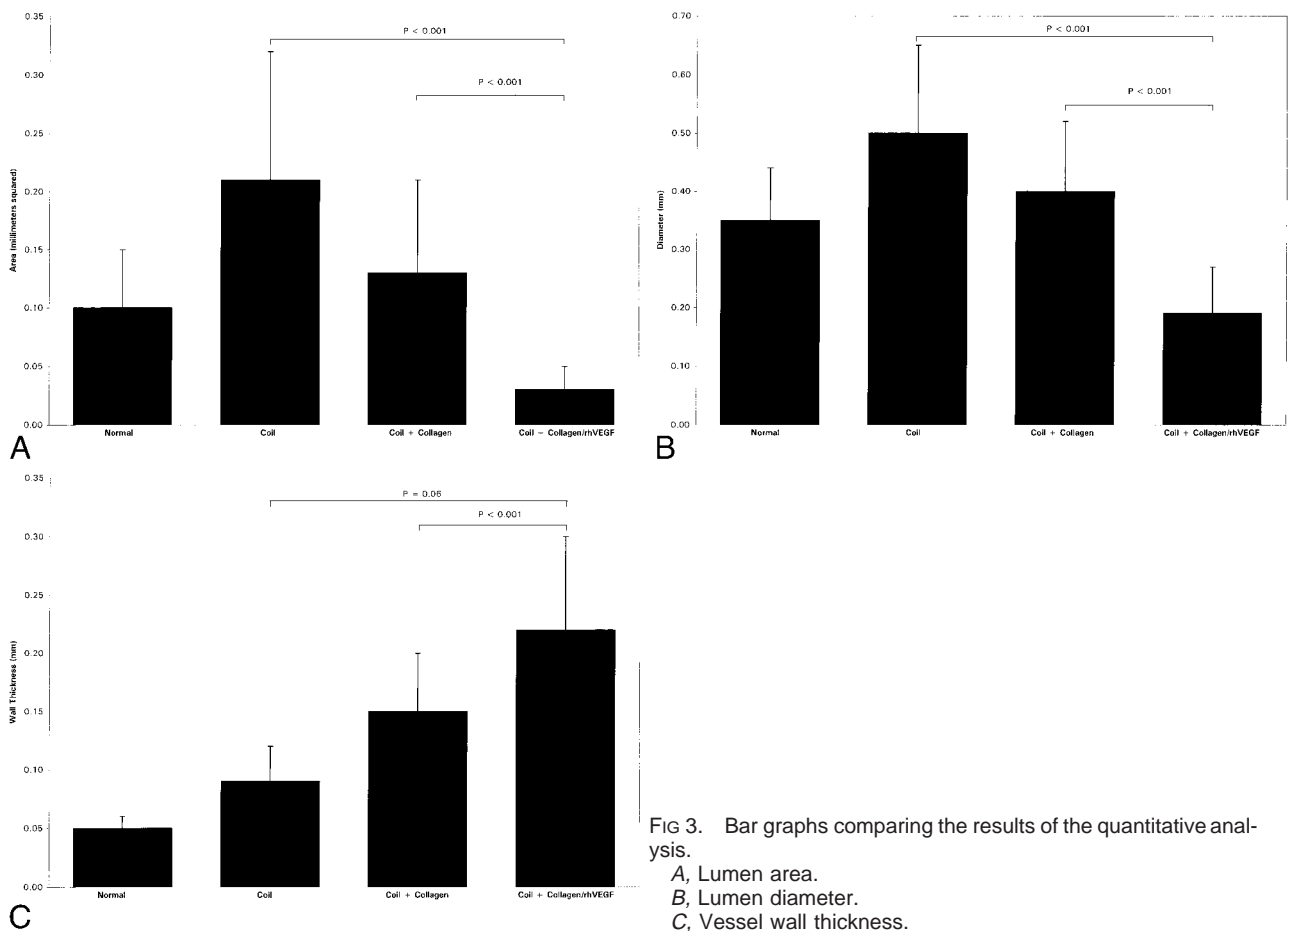 0.35
0.30
0.25
0.20
0.15
0.10
0.05
0.00
Area (millimeters squared)
P < 0.001
P < 0.001
Normal
Coil
Coil + Collagen
Coil − Collagen/rhVEGF
A
0.70
0.60
0.50
0.40
0.30
0.20
0.10
0.00
Diameter (mm)
P < 0.001
P < 0.001
Normal
Coil
Coil + Collagen
Coil + Collagen/rhVEGF
B
0.35
0.30
0.25
0.20
0.15
0.10
0.05
0.00
Wall Thickness (mm)
P = 0.06
P < 0.001
Normal
Coil
Coil + Collagen
Coil + Collagen/rhVEGF
C
FIG 3. Bar graphs comparing the results of the quantitative anal-
ysis.
A, Lumen area.
B, Lumen diameter.
C, Vessel wall thickness.